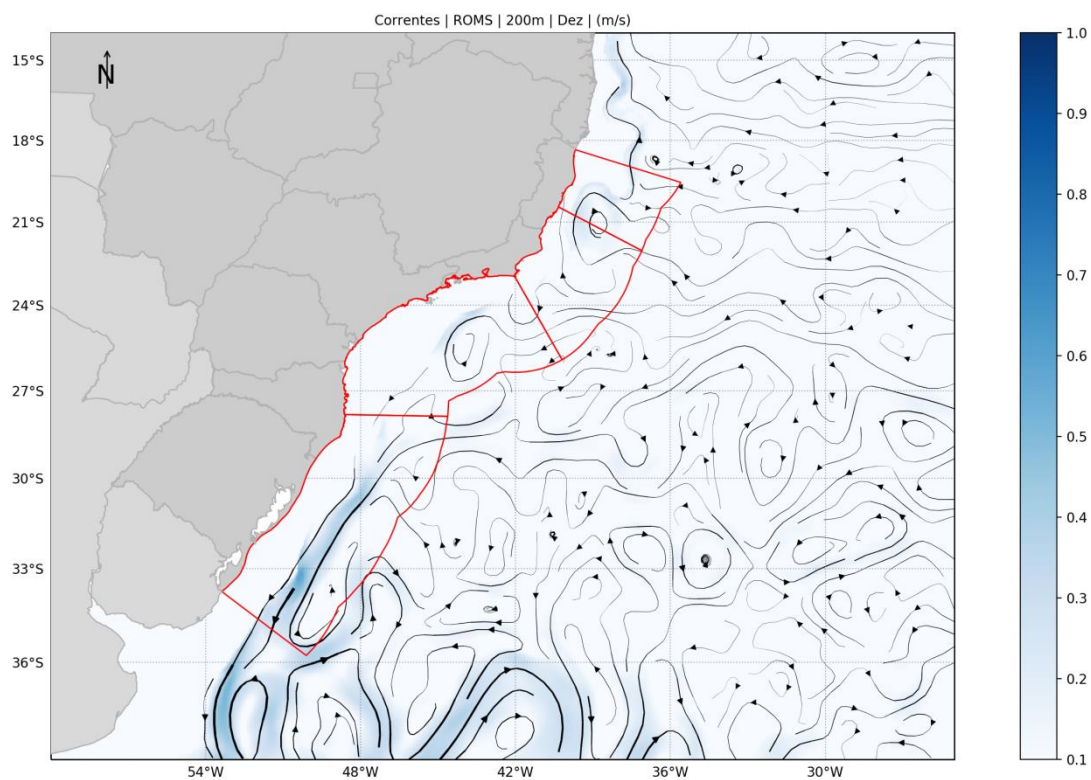 Correntes | ROMS | 200m | Dez | (m/s)
N
15°S
18°S
21°S
24°S
27°S
30°S
33°S
36°S
54°W
48°W
42°W
36°W
30°W
1.0
0.9
0.8
0.7
0.6
0.5
0.4
0.3
0.2
0.1